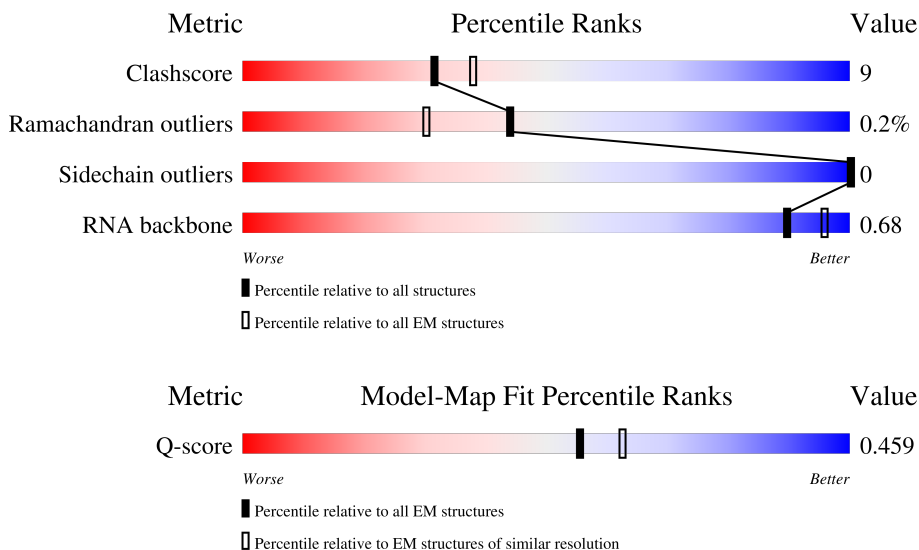 Metric Percentile Ranks Value
Clashscore 9
Ramachandran outliers 0.2%
Sidechain outliers 0
RNA backbone 0.68
Worse Better
Percentile relative to all structures
Percentile relative to all EM structures
Metric Model-Map Fit Percentile Ranks Value
Q-score 0.459
Worse Better
Percentile relative to all EM structures
Percentile relative to EM structures of similar resolution